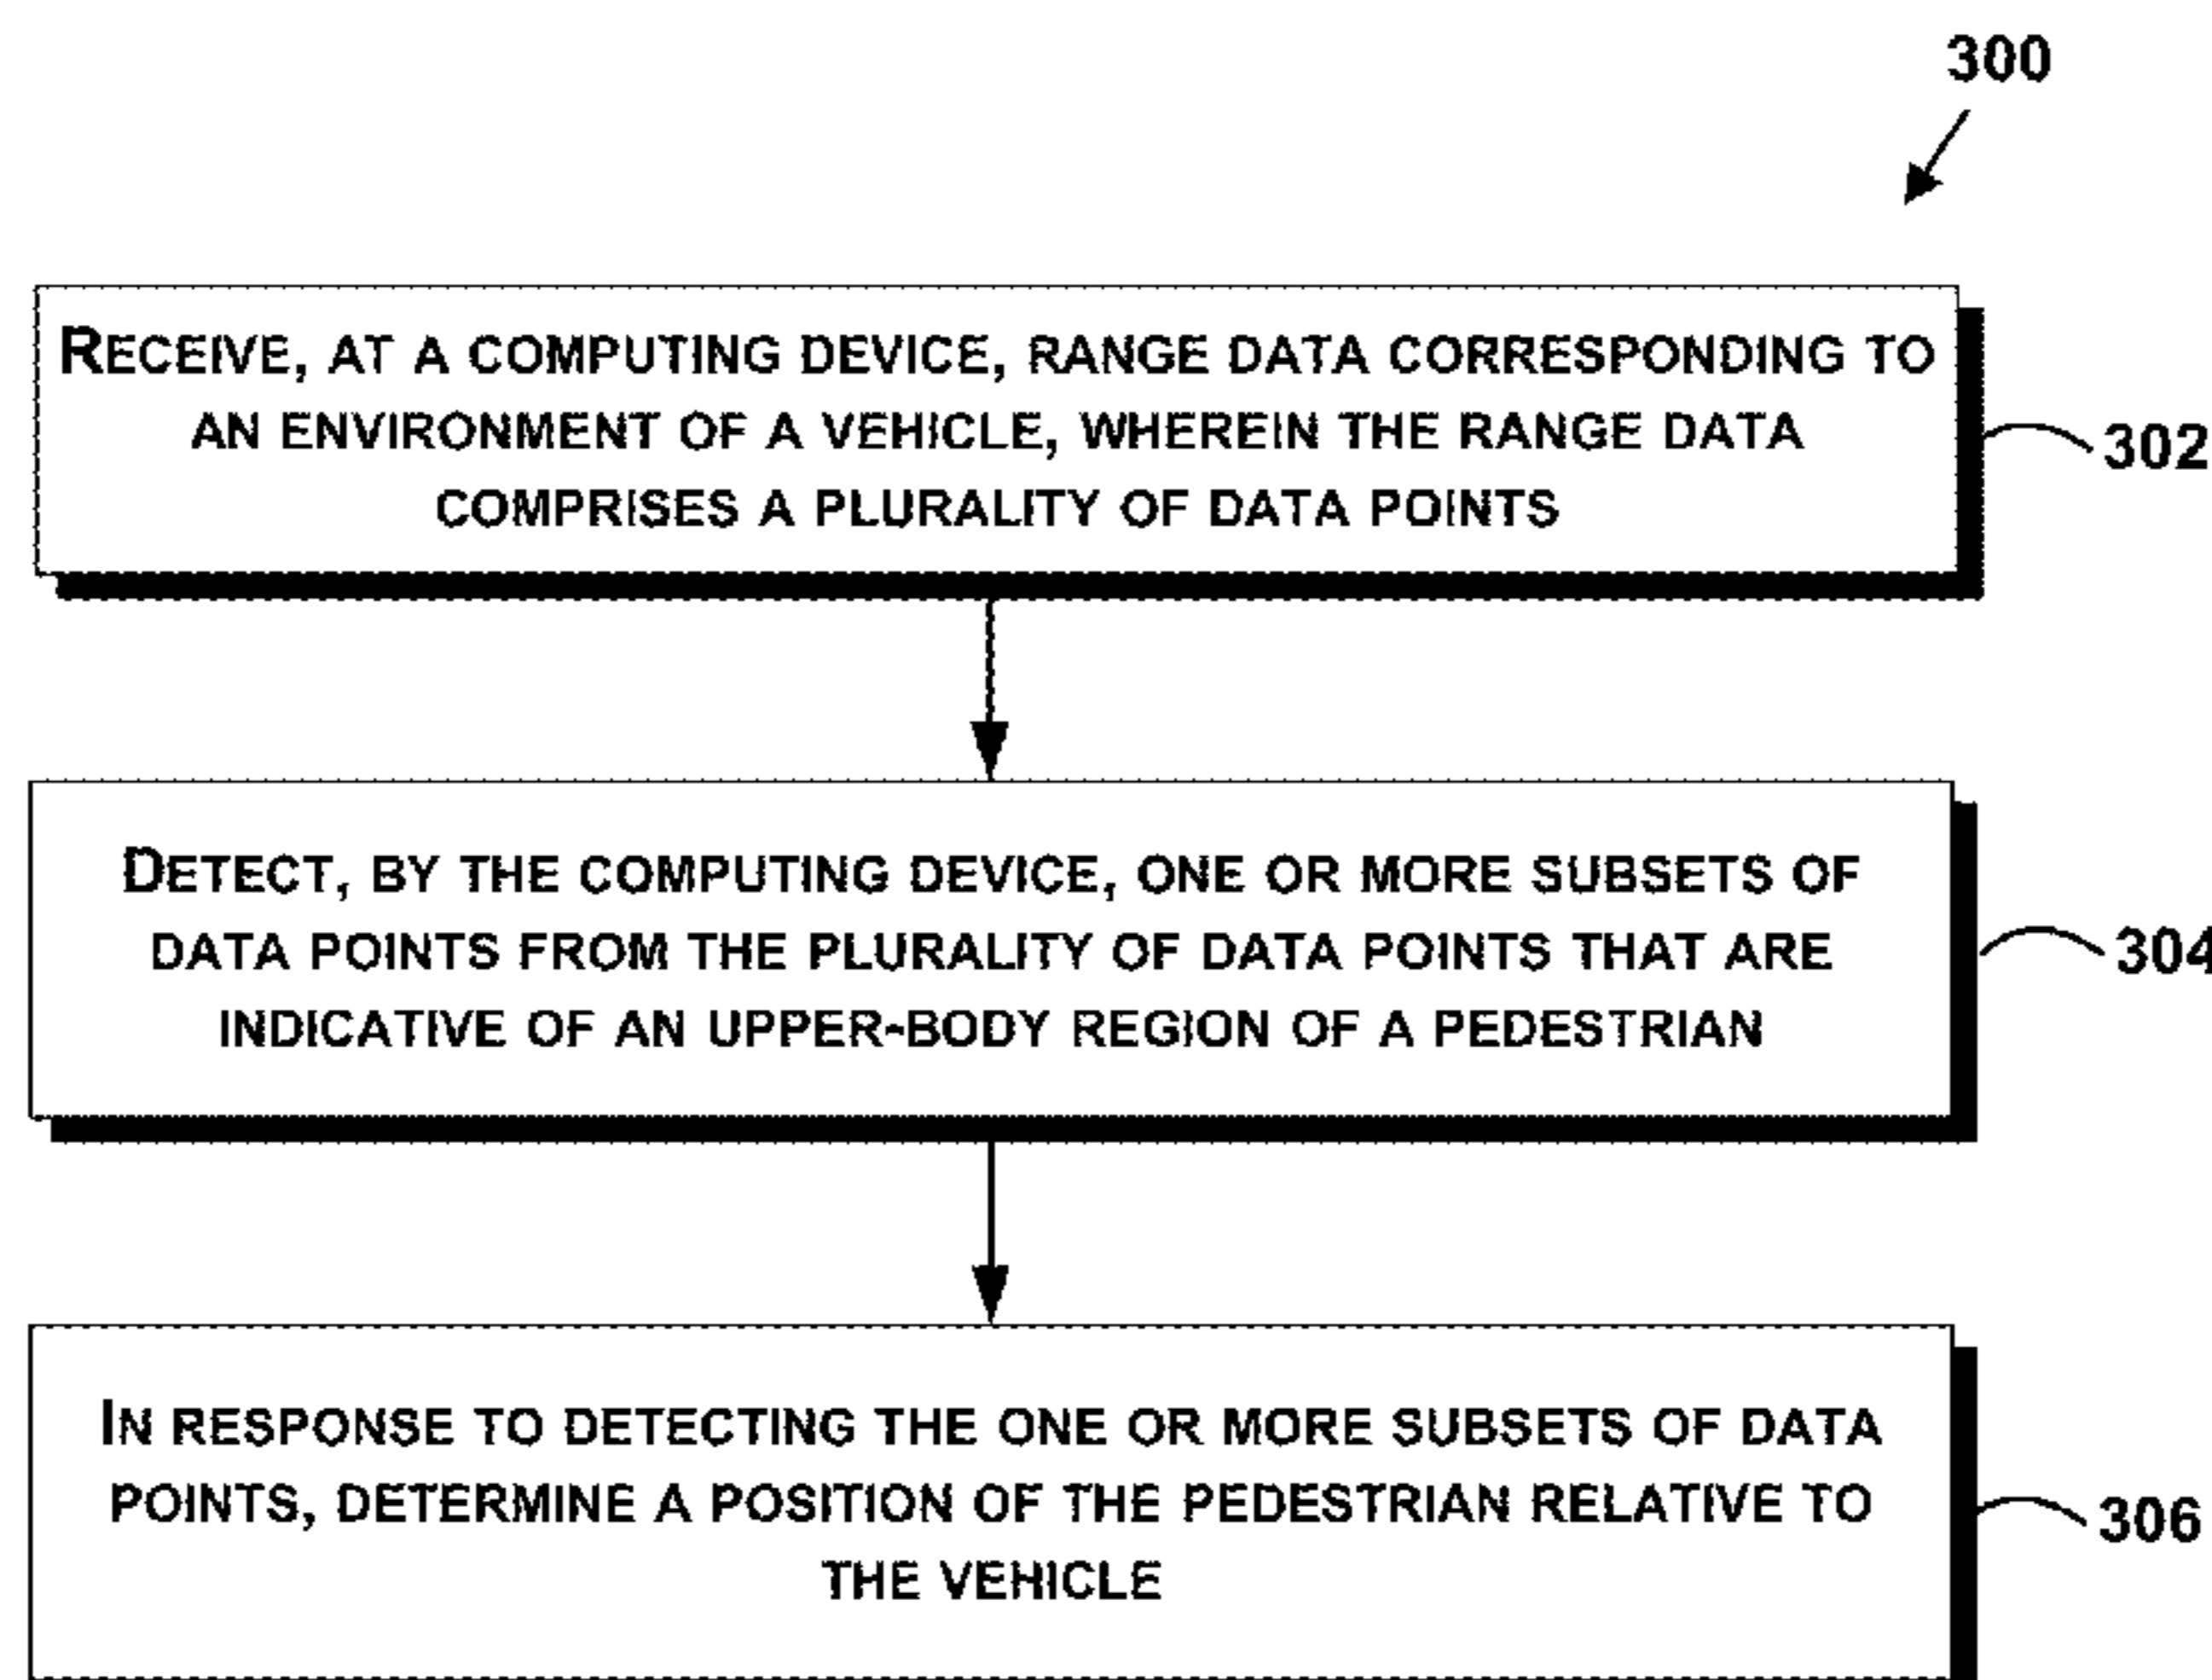 300
RECEIVE, AT A COMPUTING DEVICE, RANGE DATA CORRESPONDING TO
AN ENVIRONMENT OF A VEHICLE, WHEREIN THE RANGE DATA
COMPRISES A PLURALITY OF DATA POINTS
302
DETECT, BY THE COMPUTING DEVICE, ONE OR MORE SUBSETS OF
DATA POINTS FROM THE PLURALITY OF DATA POINTS THAT ARE
INDICATIVE OF AN UPPER-BODY REGION OF A PEDESTRIAN
304
IN RESPONSE TO DETECTING THE ONE OR MORE SUBSETS OF DATA
POINTS, DETERMINE A POSITION OF THE PEDESTRIAN RELATIVE TO
THE VEHICLE
306